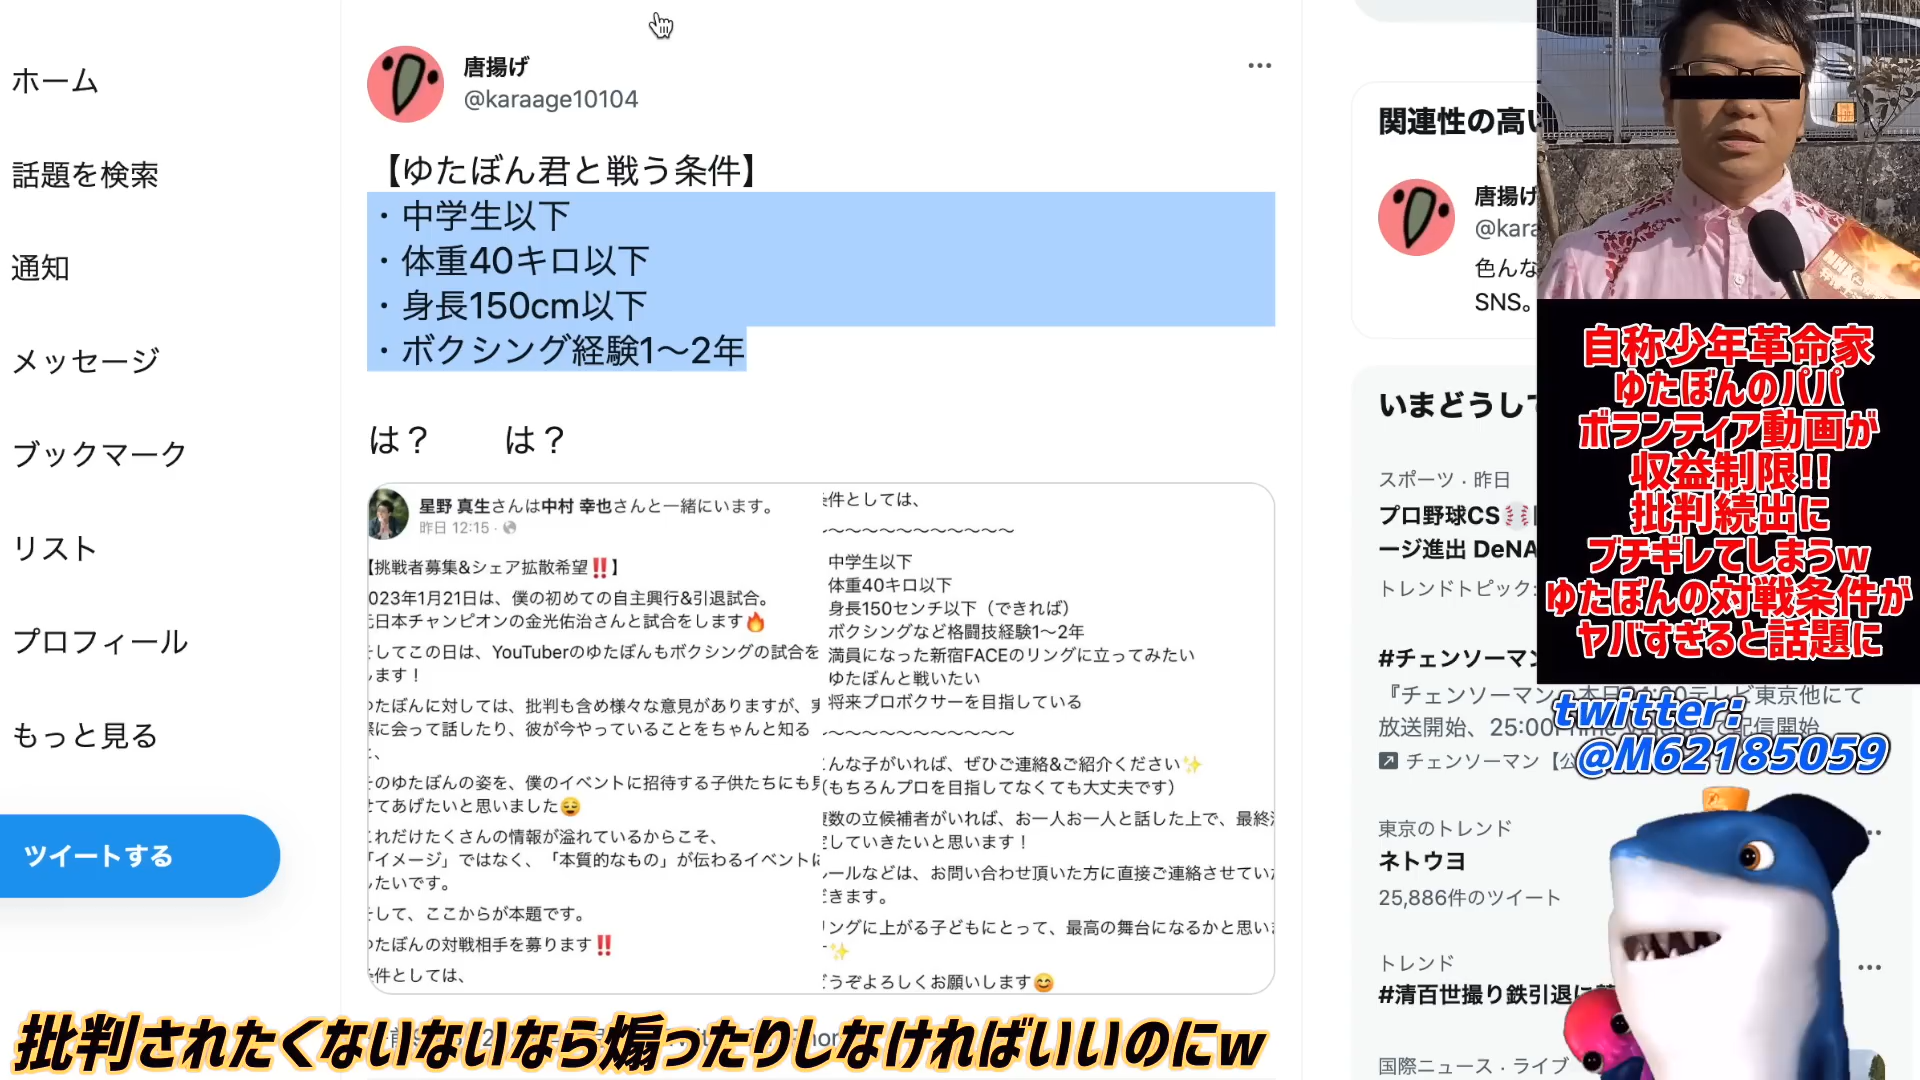 ホーム
話題を検索
通知
メッセージ
ブックマーク
リスト
プロフィール
もっと見る
ツイートする
唐揚げ
@karaage10104
【ゆたぼん君と戦う条件】
・中学生以下
・体重40キロ以下
・身長150cm以下
・ボクシング経験1〜2年
は？　　は？
星野 真生さんは中村 幸也さんと一緒にいます。
昨日 12:15・
【挑戦者募集&シェア拡散希望‼️】
023年1月21日は、僕の初めての自主興行&引退試合。
日本チャンピオンの金光佑治さんと試合をします🔥
してこの日は、YouTuberのゆたぼんもボクシングの試合を
ます！
たぼんに対しては、批判も含め様々な意見がありますが、
に会って話したり、彼が今やっていることをちゃんと知る
、
のゆたぼんの姿を、僕のイベントに招待する子供たちにも
てあげたいと思いました😌
れだけたくさんの情報が溢れているからこそ、
「イメージ」ではなく、「本質的なもの」が伝わるイベントに
たいです。
して、ここからが本題です。
たぼんの対戦相手を募ります‼️
件としては、
件としては、
〜〜〜〜〜〜〜〜〜〜〜
中学生以下
体重40キロ以下
身長150センチ以下（できれば）
ボクシングなど格闘技経験1〜2年
満員になった新宿FACEのリングに立ってみたい
ゆたぼんと戦いたい
将来プロボクサーを目指している
〜〜〜〜〜〜〜〜〜〜〜
んな子がいれば、ぜひご連絡&ご紹介ください✨
（もちろんプロを目指してなくても大丈夫です）
数の立候補者がいれば、お一人お一人と話した上で、最終
していきたいと思います！
ールなどは、お問い合わせ頂いた方に直接ご連絡させてい
きます。
ングに上がる子どもにとって、最高の舞台になるかと思い
✨
うぞよろしくお願いします😊
関連性の高い
唐揚げ
@kara
色んな
SNS。
いまどうして
スポーツ・昨日
プロ野球CS
ージ進出 DeNA
トレンドトピック:
#チェンソーマン
『チェンソーマン』本日24:00テレビ東京他にて
放送開始、25:00Prime Videoにて配信開始
チェンソーマン【公
東京のトレンド
ネトウヨ
25,886件のツイート
トレンド
#清百世撮り鉄引退に
国際ニュース・ライブ
自称少年革命家
ゆたぼんのパパ
ボランティア動画が
収益制限!!
批判続出に
ブチギレてしまうw
ゆたぼんの対戦条件が
ヤバすぎると話題に
twitter:
@M62185059
批判されたくないないなら煽ったりしなければいいのにw